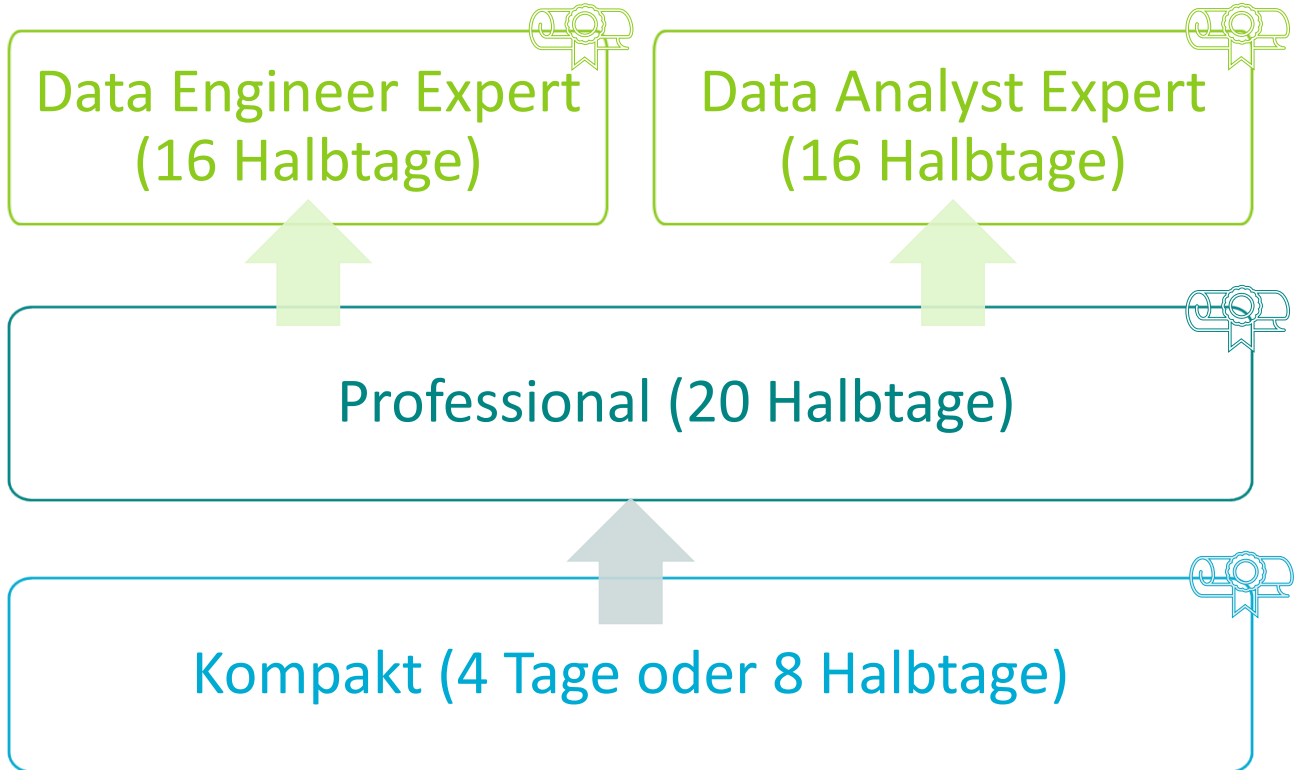 Data Engineer Expert
(16 Halbtage)
Data Analyst Expert
(16 Halbtage)
Professional (20 Halbtage)
Kompakt (4 Tage oder 8 Halbtage)